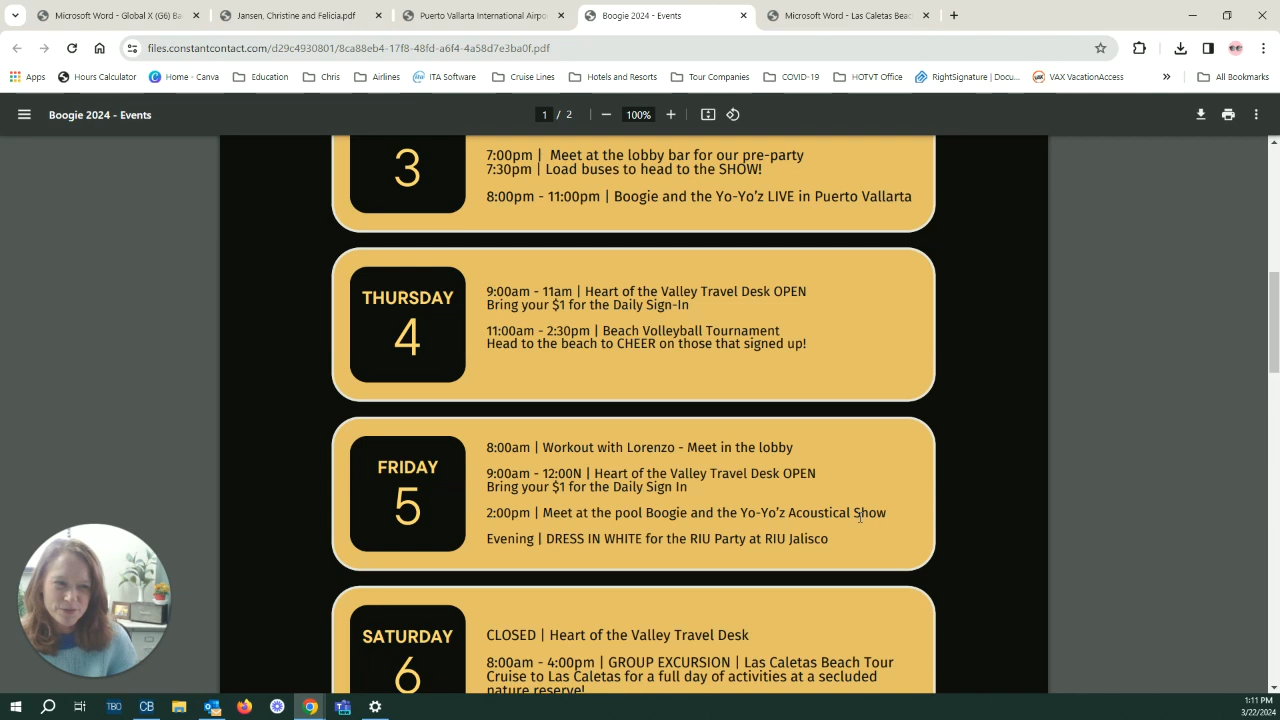 Microsoft Word - Global X (G6) Ba
Jansen, Christine and Felicia.pdf
Puerto Vallarta International Airpo
Boogie 2024 - Events
Microsoft Word - Las Caletas Beac
files.constantcontact.com/d29c4930801/8ca88eb4-17f8-48fd-a6f4-4a58d7e3ba0f.pdf
Apps
Hours Calculator
Home - Canva
Education
Chris
Airlines
ITA Software
Cruise Lines
Hotels and Resorts
Tour Companies
COVID-19
HOTVT Office
RightSignature | Docu...
VAX VacationAccess
All Bookmarks
Boogie 2024 - Events
1 / 2
100%
3
7:00pm | Meet at the lobby bar for our pre-party
7:30pm | Load buses to head to the SHOW!
8:00pm - 11:00pm | Boogie and the Yo-Yo'z LIVE in Puerto Vallarta
THURSDAY
4
9:00am - 11am | Heart of the Valley Travel Desk OPEN
Bring your $1 for the Daily Sign-In
11:00am - 2:30pm | Beach Volleyball Tournament
Head to the beach to CHEER on those that signed up!
FRIDAY
5
8:00am | Workout with Lorenzo - Meet in the lobby
9:00am - 12:00N | Heart of the Valley Travel Desk OPEN
Bring your $1 for the Daily Sign In
2:00pm | Meet at the pool Boogie and the Yo-Yo'z Acoustical Show
Evening | DRESS IN WHITE for the RIU Party at RIU Jalisco
SATURDAY
6
CLOSED | Heart of the Valley Travel Desk
8:00am - 4:00pm | GROUP EXCURSION | Las Caletas Beach Tour
Cruise to Las Caletas for a full day of activities at a secluded
nature reserve!
TBO
CB
1:11 PM
3/22/2024